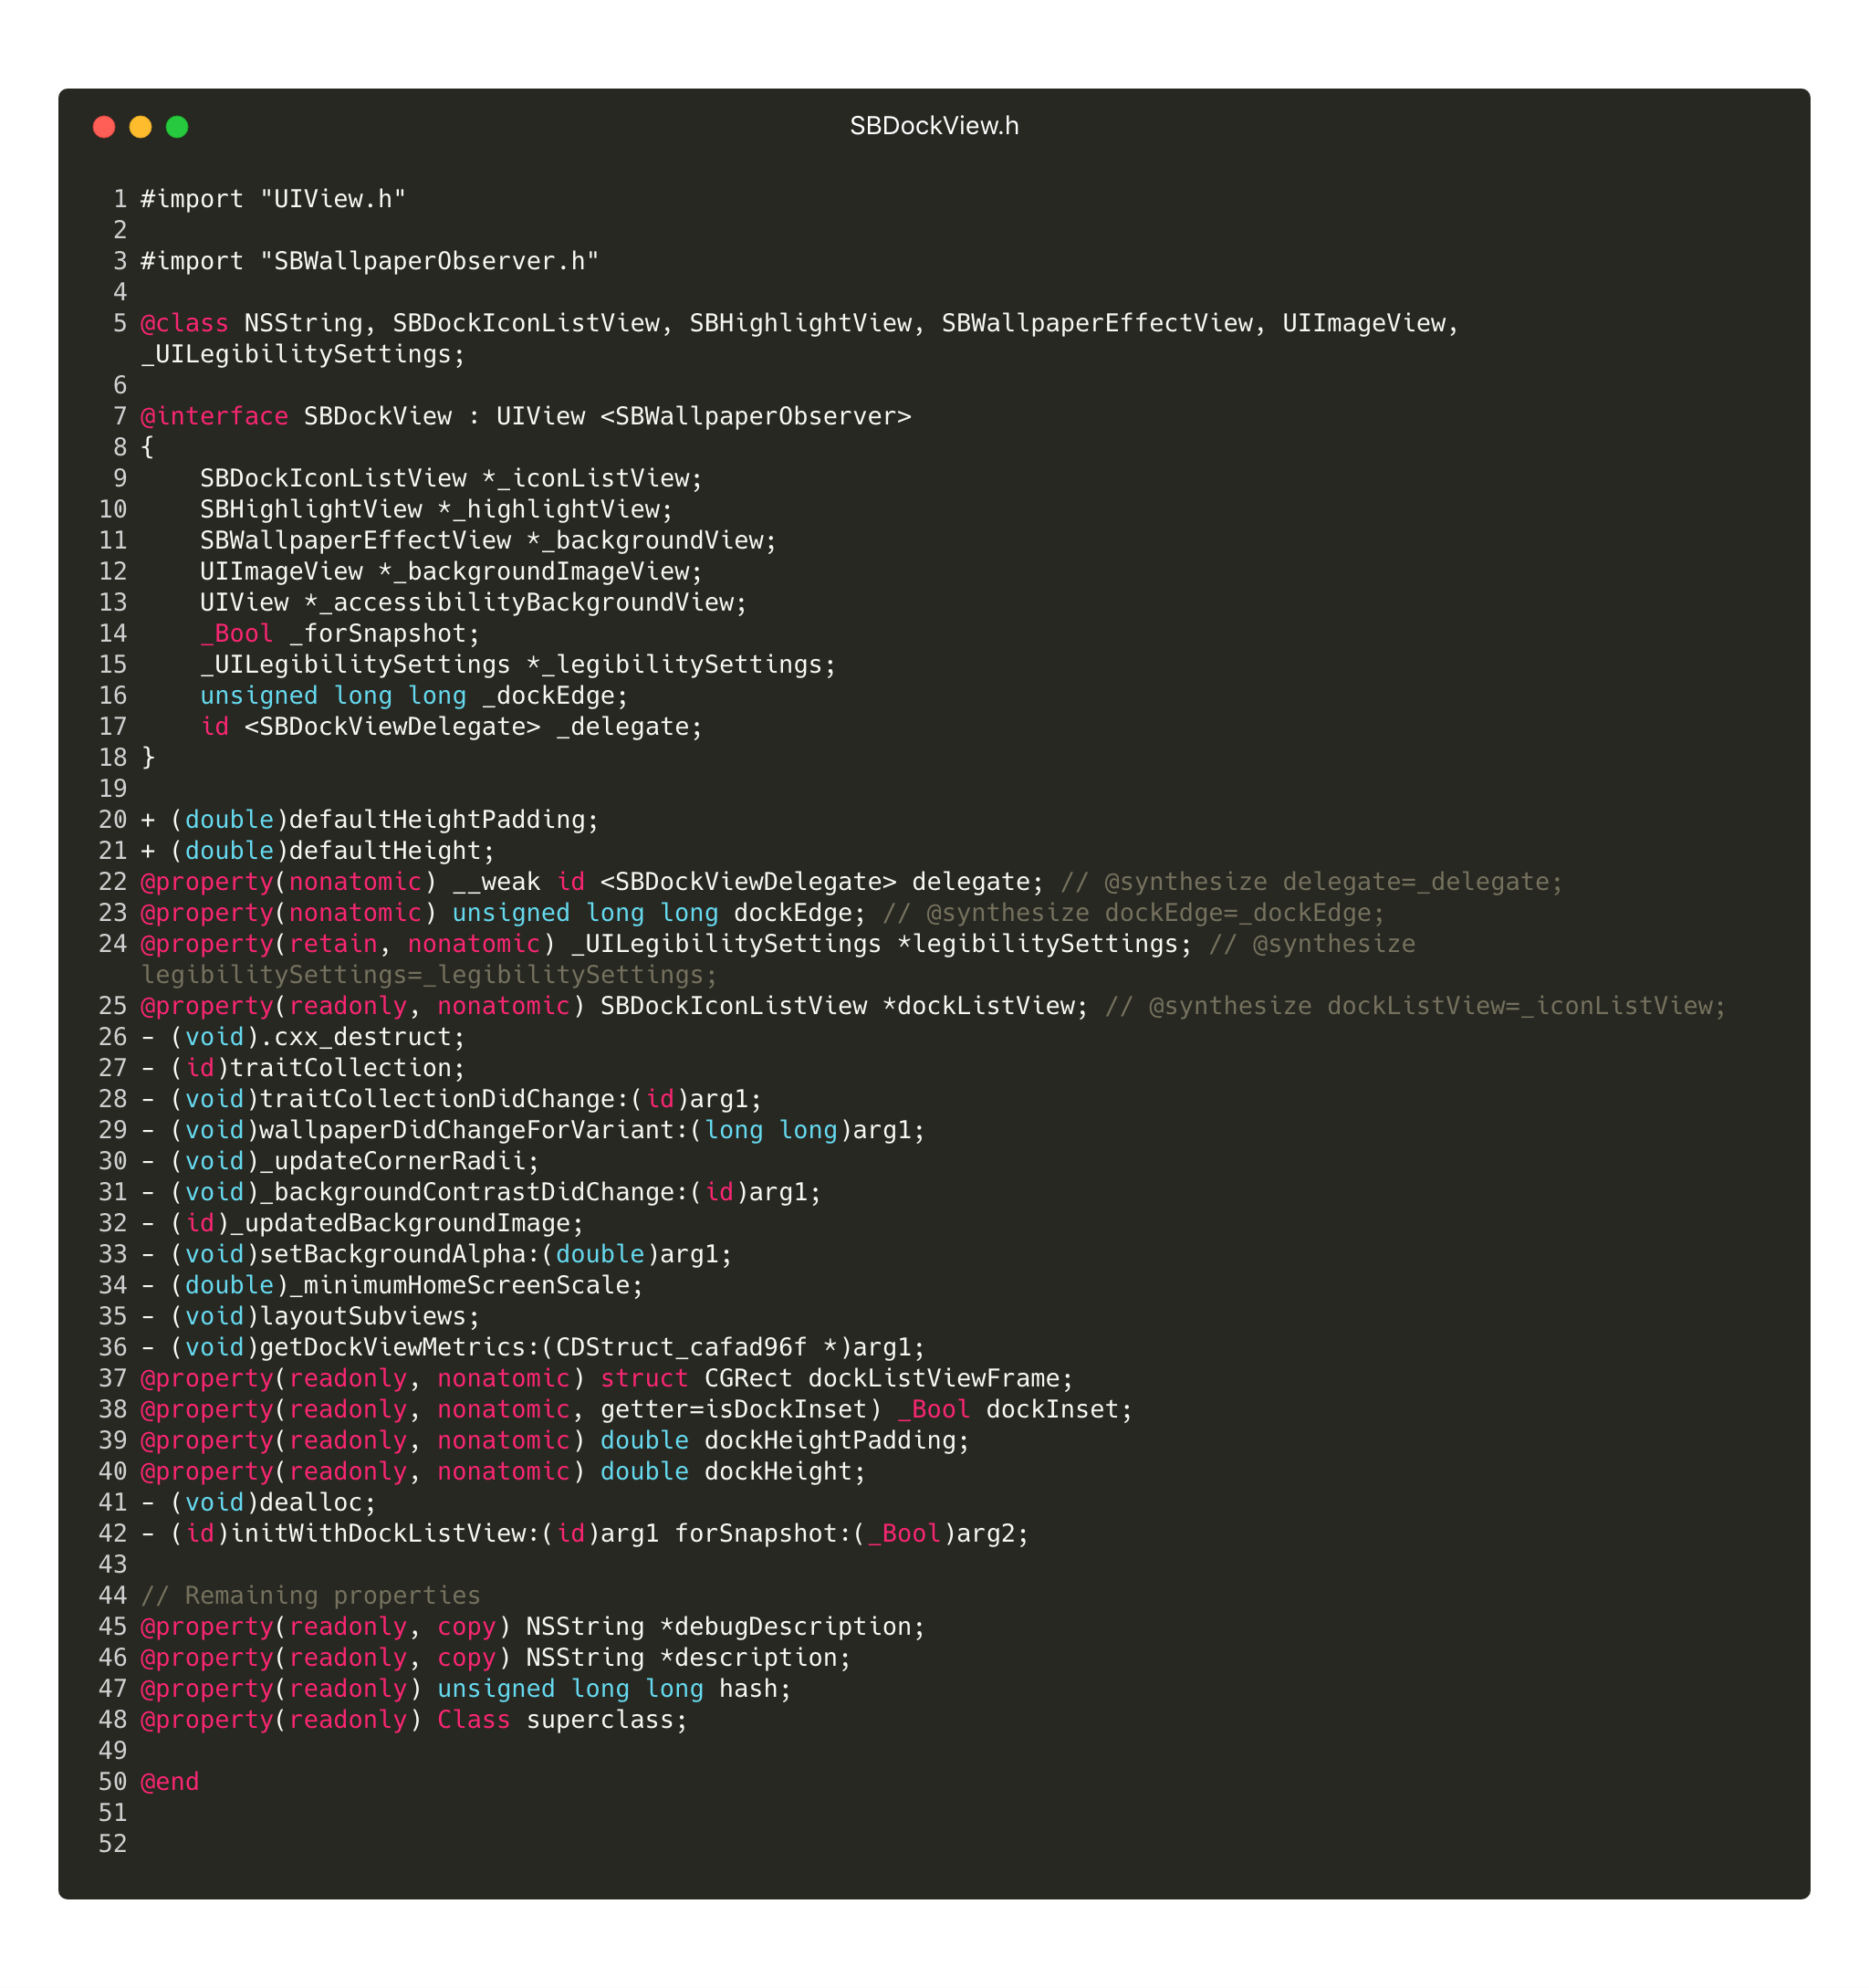 SBDockView.h
1 #import "UIView.h"
2
3 #import "SBWallpaperObserver.h"
4
5 @class NSString, SBDockIconListView, SBHighlightView, SBWallpaperEffectView, UIImageView,
_UILegibilitySettings;
6
7 @interface SBDockView : UIView <SBWallpaperObserver>
8 {
9     SBDockIconListView *_iconListView;
10     SBHighlightView *_highlightView;
11     SBWallpaperEffectView *_backgroundView;
12     UIImageView *_backgroundImageView;
13     UIView *_accessibilityBackgroundView;
14     _Bool _forSnapshot;
15     _UILegibilitySettings *_legibilitySettings;
16     unsigned long long _dockEdge;
17     id <SBDockViewDelegate> _delegate;
18 }
19
20 + (double)defaultHeightPadding;
21 + (double)defaultHeight;
22 @property(nonatomic) __weak id <SBDockViewDelegate> delegate; // @synthesize delegate=_delegate;
23 @property(nonatomic) unsigned long long dockEdge; // @synthesize dockEdge=_dockEdge;
24 @property(retain, nonatomic) _UILegibilitySettings *legibilitySettings; // @synthesize
legibilitySettings=_legibilitySettings;
25 @property(readonly, nonatomic) SBDockIconListView *dockListView; // @synthesize dockListView=_iconListView;
26 - (void).cxx_destruct;
27 - (id)traitCollection;
28 - (void)traitCollectionDidChange:(id)arg1;
29 - (void)wallpaperDidChangeForVariant:(long long)arg1;
30 - (void)_updateCornerRadii;
31 - (void)_backgroundContrastDidChange:(id)arg1;
32 - (id)_updatedBackgroundImage;
33 - (void)setBackgroundAlpha:(double)arg1;
34 - (double)_minimumHomeScreenScale;
35 - (void)layoutSubviews;
36 - (void)getDockViewMetrics:(CDStruct_cafad96f *)arg1;
37 @property(readonly, nonatomic) struct CGRect dockListViewFrame;
38 @property(readonly, nonatomic, getter=isDockInset) _Bool dockInset;
39 @property(readonly, nonatomic) double dockHeightPadding;
40 @property(readonly, nonatomic) double dockHeight;
41 - (void)dealloc;
42 - (id)initWithDockListView:(id)arg1 forSnapshot:(_Bool)arg2;
43
44 // Remaining properties
45 @property(readonly, copy) NSString *debugDescription;
46 @property(readonly, copy) NSString *description;
47 @property(readonly) unsigned long long hash;
48 @property(readonly) Class superclass;
49
50 @end
51
52